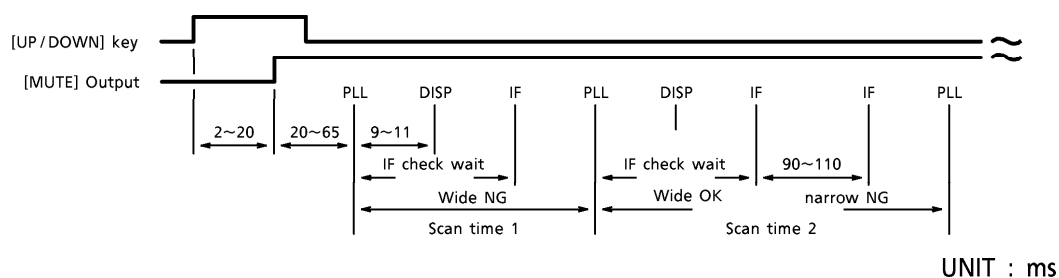 [UP/DOWN] key
[MUTE] Output
PLL DISP IF PLL DISP IF IF PLL
2~20 20~65 9~11
IF check wait IF check wait 90~110
Wide NG Wide OK narrow NG
Scan time 1 Scan time 2
UNIT : ms